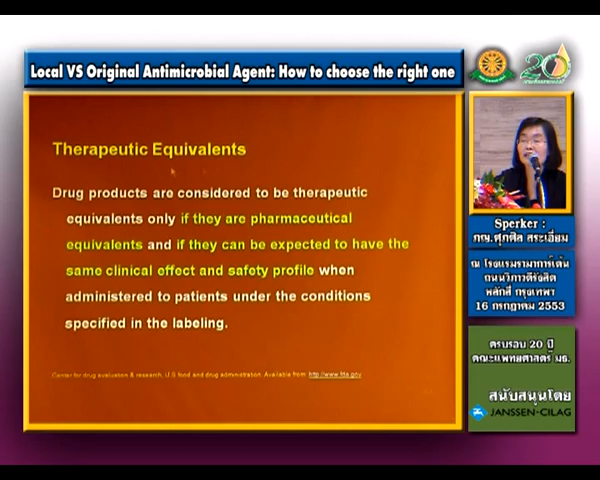 Local VS Original Antimicrobial Agent: How to choose the right one
20
Therapeutic Equivalents
Drug products are considered to be therapeutic
equivalents only if they are pharmaceutical
equivalents and if they can be expected to have the
same clinical effect and safety profile when
administered to patients under the conditions
specified in the labeling.
Center for drug evaluation & research, U.S food and drug administration. Available from: http://www.fda.gov
Sperker :
ภญ.ศุภศิล สระเอี่ยม
ณ โรงแรมรามาการ์เด้น
ถนนวิภาวดีรังสิต
หลักสี่ กรุงเทพา
16 กรกฎาคม 2553
ครบรอบ 20 ปี
คณะแพทยศาสตร์ มธ.
สนับสนุนโดย
JANSSEN-CILAG